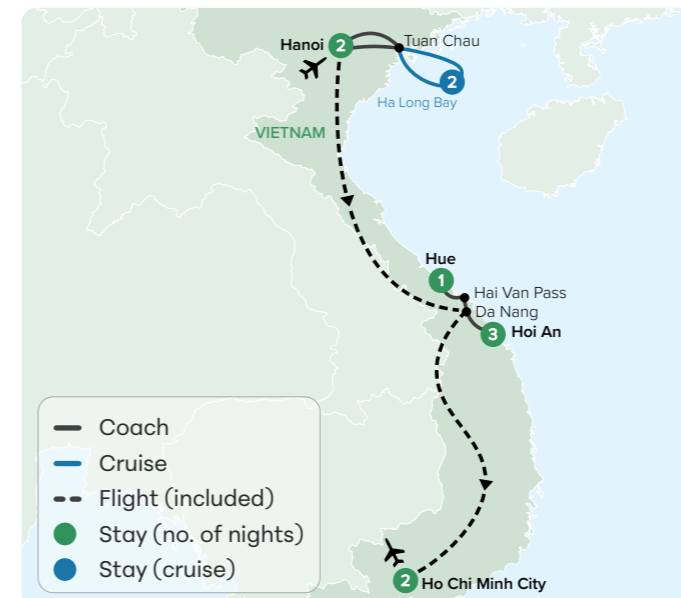 Hanoi 2 Tuan Chau
2
Ha Long Bay
VIETNAM
Hue
1
Hai Van Pass
Da Nang
3 Hoi An
Coach
Cruise
Flight (included)
Stay (no. of nights)
Stay (cruise)
2 Ho Chi Minh City